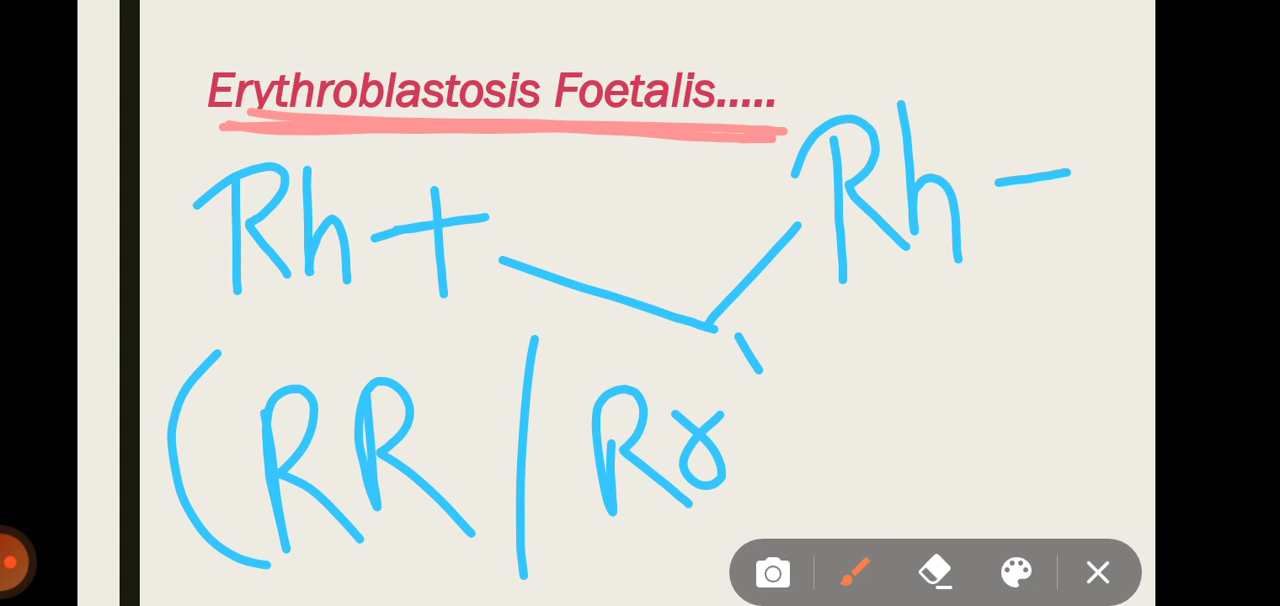 Erythroblastosis Foetalis.....
Rh + Rh -
(RR | Rr